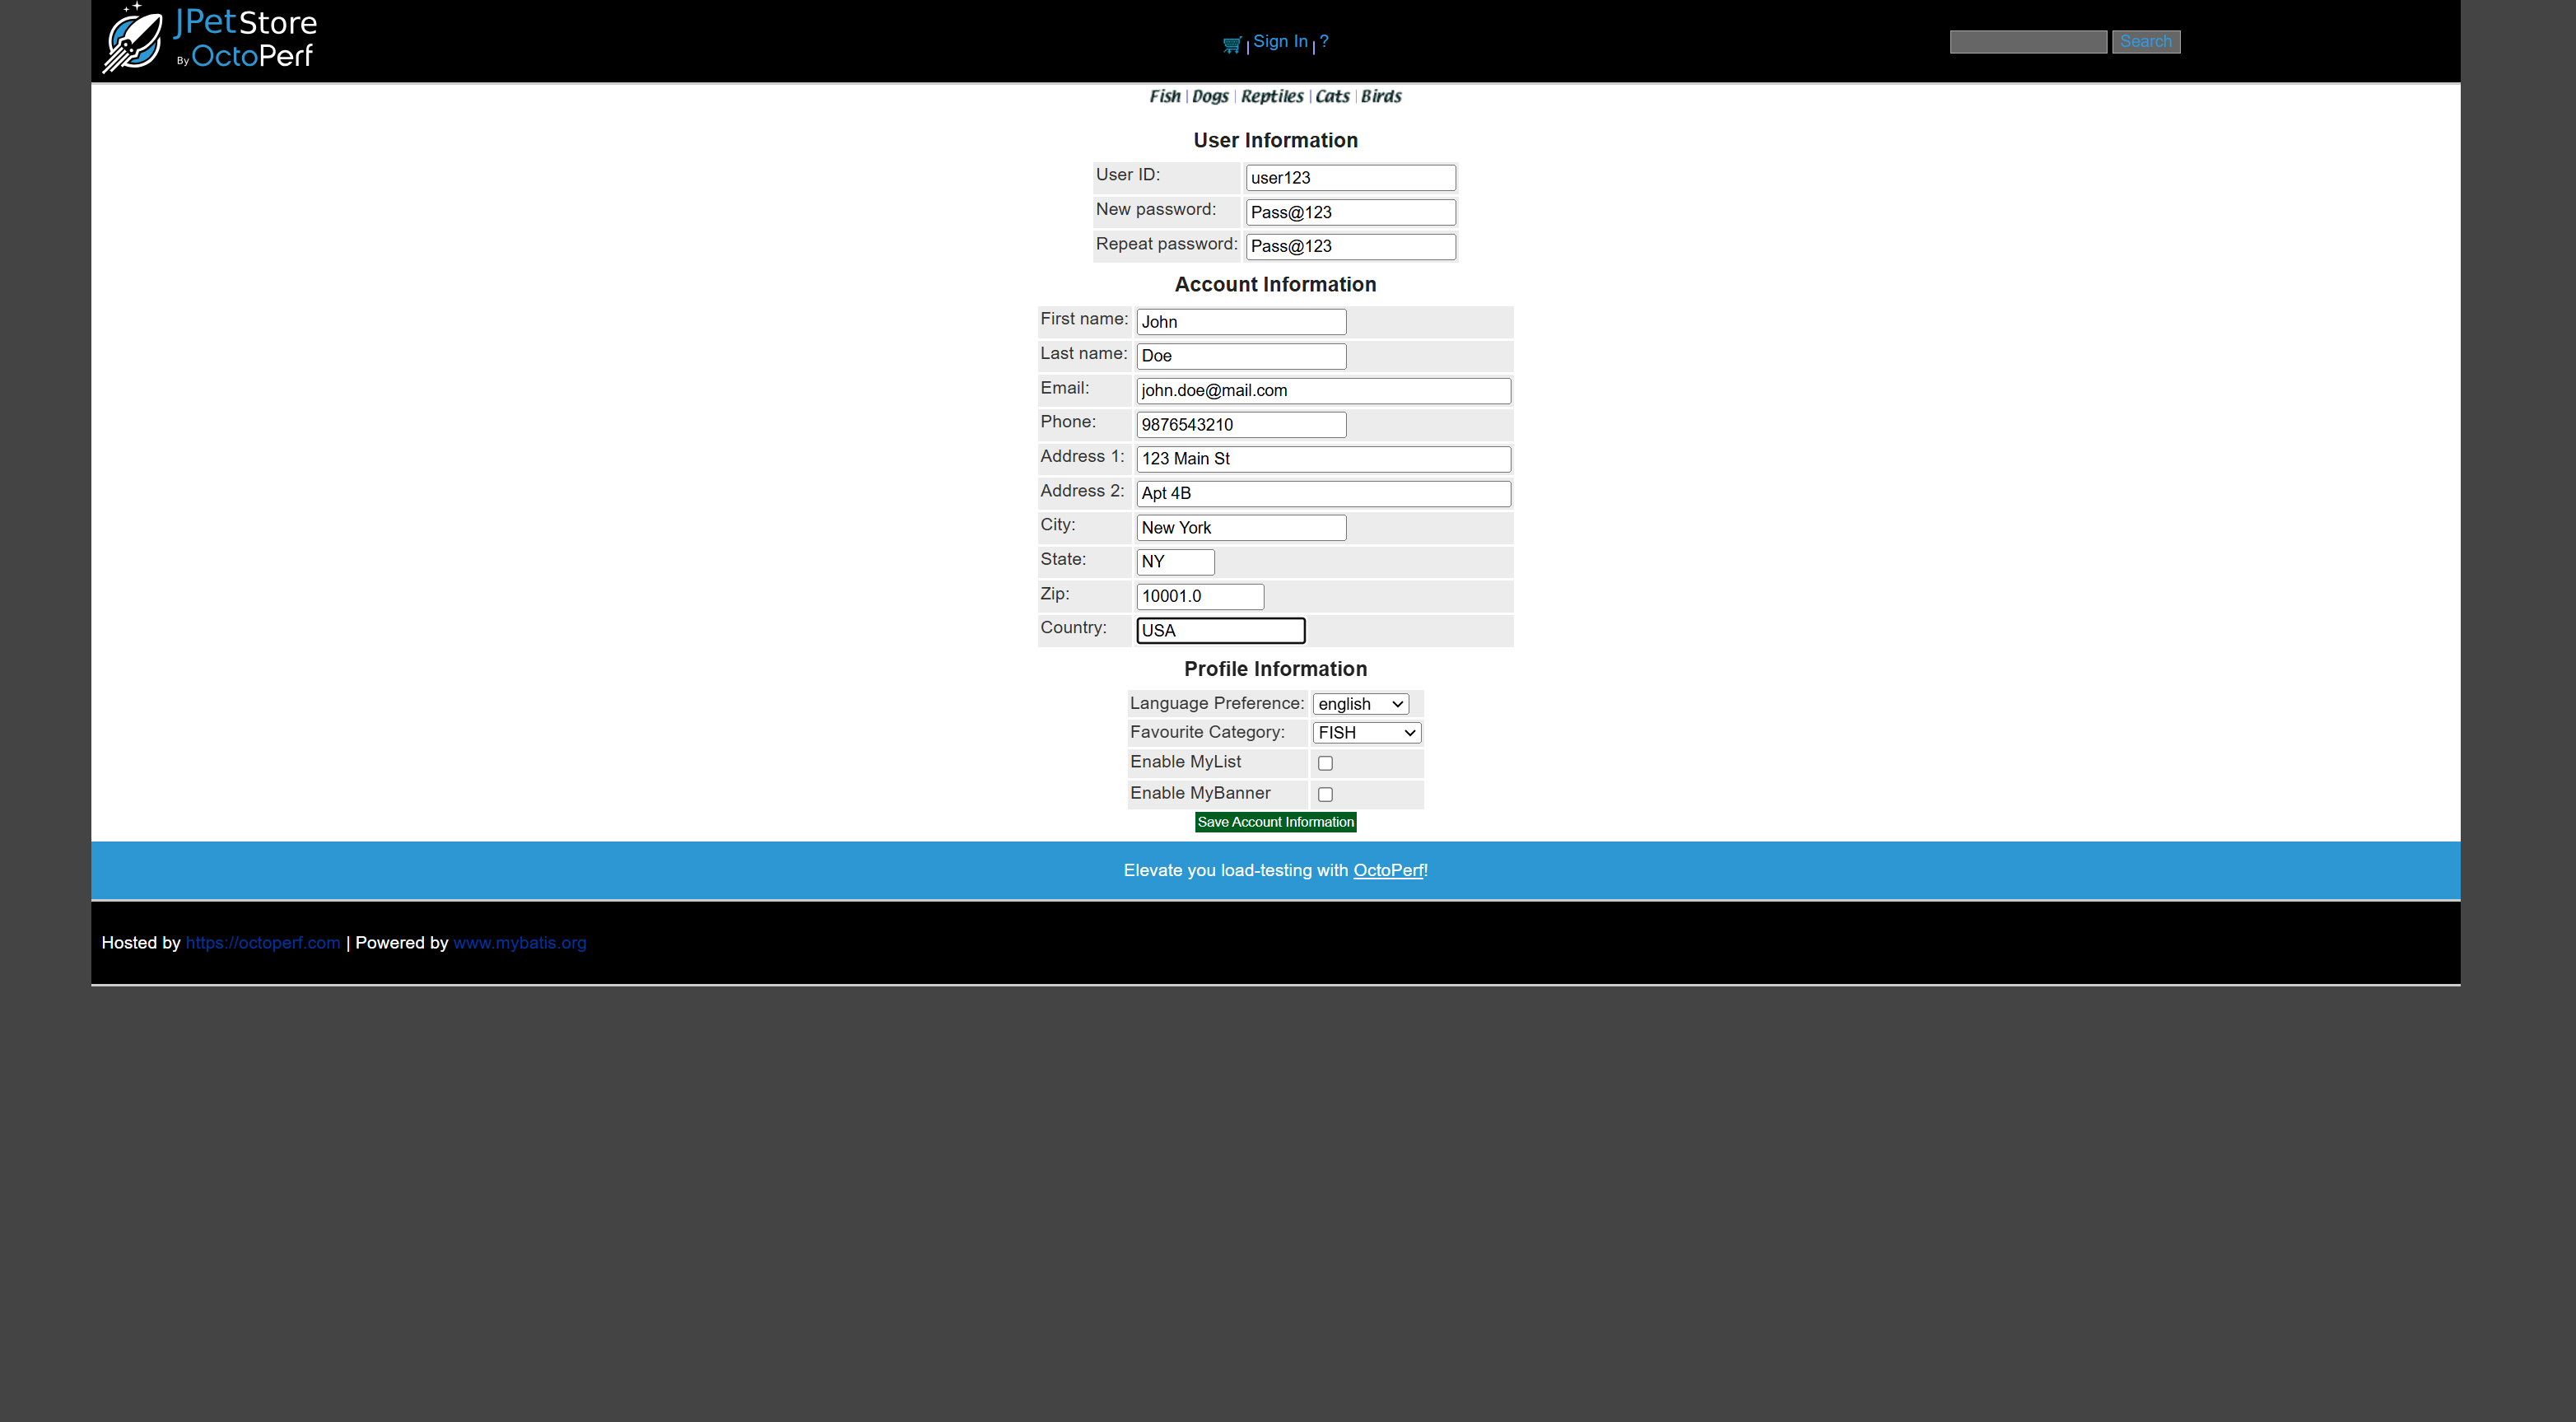 JPetStore
By OctoPerf
| Sign In | ?
Search
Fish | Dogs | Reptiles | Cats | Birds
User Information
User ID: user123
New password: Pass@123
Repeat password: Pass@123
Account Information
First name: John
Last name: Doe
Email: john.doe@mail.com
Phone: 9876543210
Address 1: 123 Main St
Address 2: Apt 4B
City: New York
State: NY
Zip: 10001.0
Country: USA
Profile Information
Language Preference: english
Favourite Category: FISH
Enable MyList
Enable MyBanner
Save Account Information
Elevate you load-testing with OctoPerf!
Hosted by https://octoperf.com | Powered by www.mybatis.org